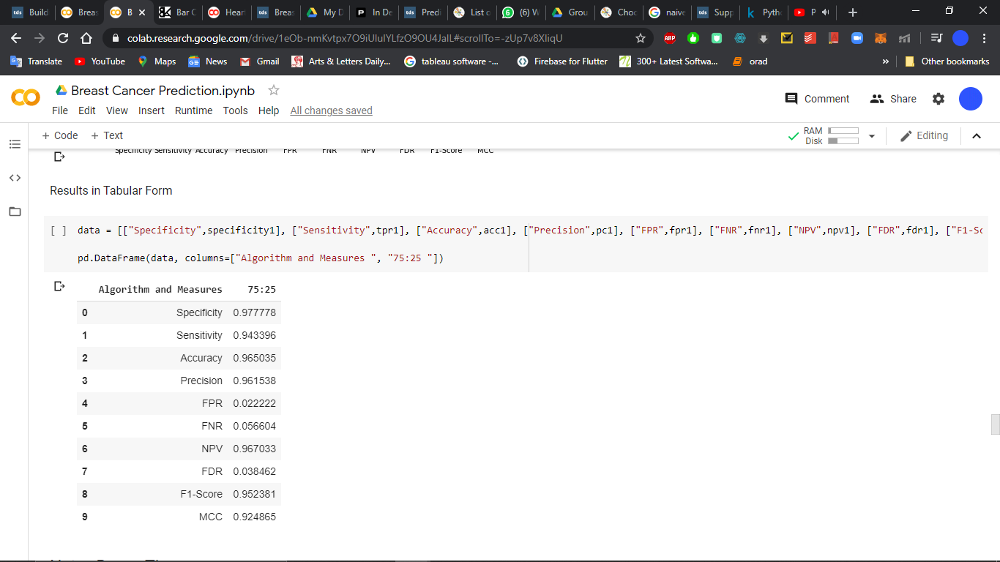 Build Breas B Bar C Hear Breas My D In De Predi List o (6) W Grou Choc naive Supp Pyth P
colab.research.google.com/drive/1eOb-nmKvtpx7O9iUIuIYLfzO9OU4JaIL#scrollTo=-zUp7v8XIiqU
Translate YouTube Maps News Gmail Arts & Letters Daily... tableau software -... Firebase for Flutter 300+ Latest Softwa... orad » Other bookmarks
Breast Cancer Prediction.ipynb
Comment Share
File Edit View Insert Runtime Tools Help All changes saved
+ Code + Text RAM Disk Editing
Specificity Sensitivity Accuracy Precision FPR FNR NPV FDR F1-Score MCC
Results in Tabular Form
[ ] data = [["Specificity",specificity1], ["Sensitivity",tpr1], ["Accuracy",acc1], ["Precision",pc1], ["FPR",fpr1], ["FNR",fnr1], ["NPV",npv1], ["FDR",fdr1], ["F1-Sc
pd.DataFrame(data, columns=["Algorithm and Measures ", "75:25 "])
Algorithm and Measures 75:25
0 Specificity 0.977778
1 Sensitivity 0.943396
2 Accuracy 0.965035
3 Precision 0.961538
4 FPR 0.022222
5 FNR 0.056604
6 NPV 0.967033
7 FDR 0.038462
8 F1-Score 0.952381
9 MCC 0.924865